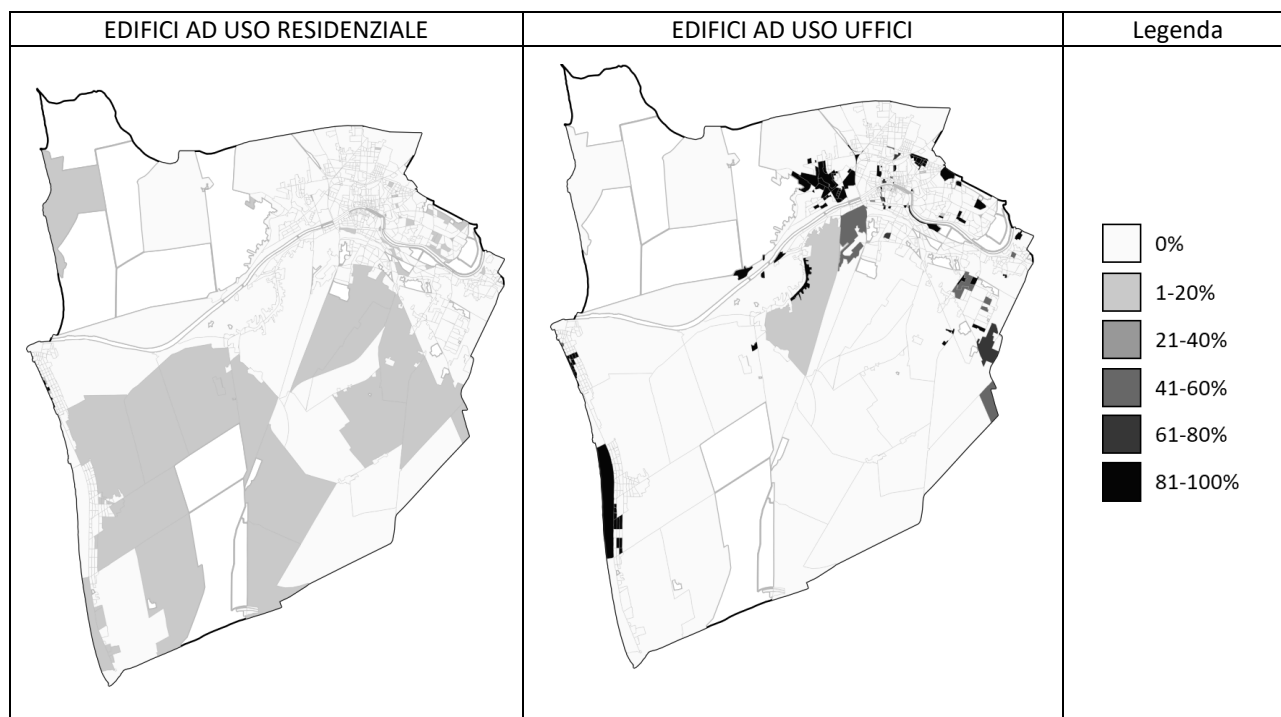 EDIFICI AD USO RESIDENZIALE
EDIFICI AD USO UFFICI
Legenda
0%
1-20%
21-40%
41-60%
61-80%
81-100%